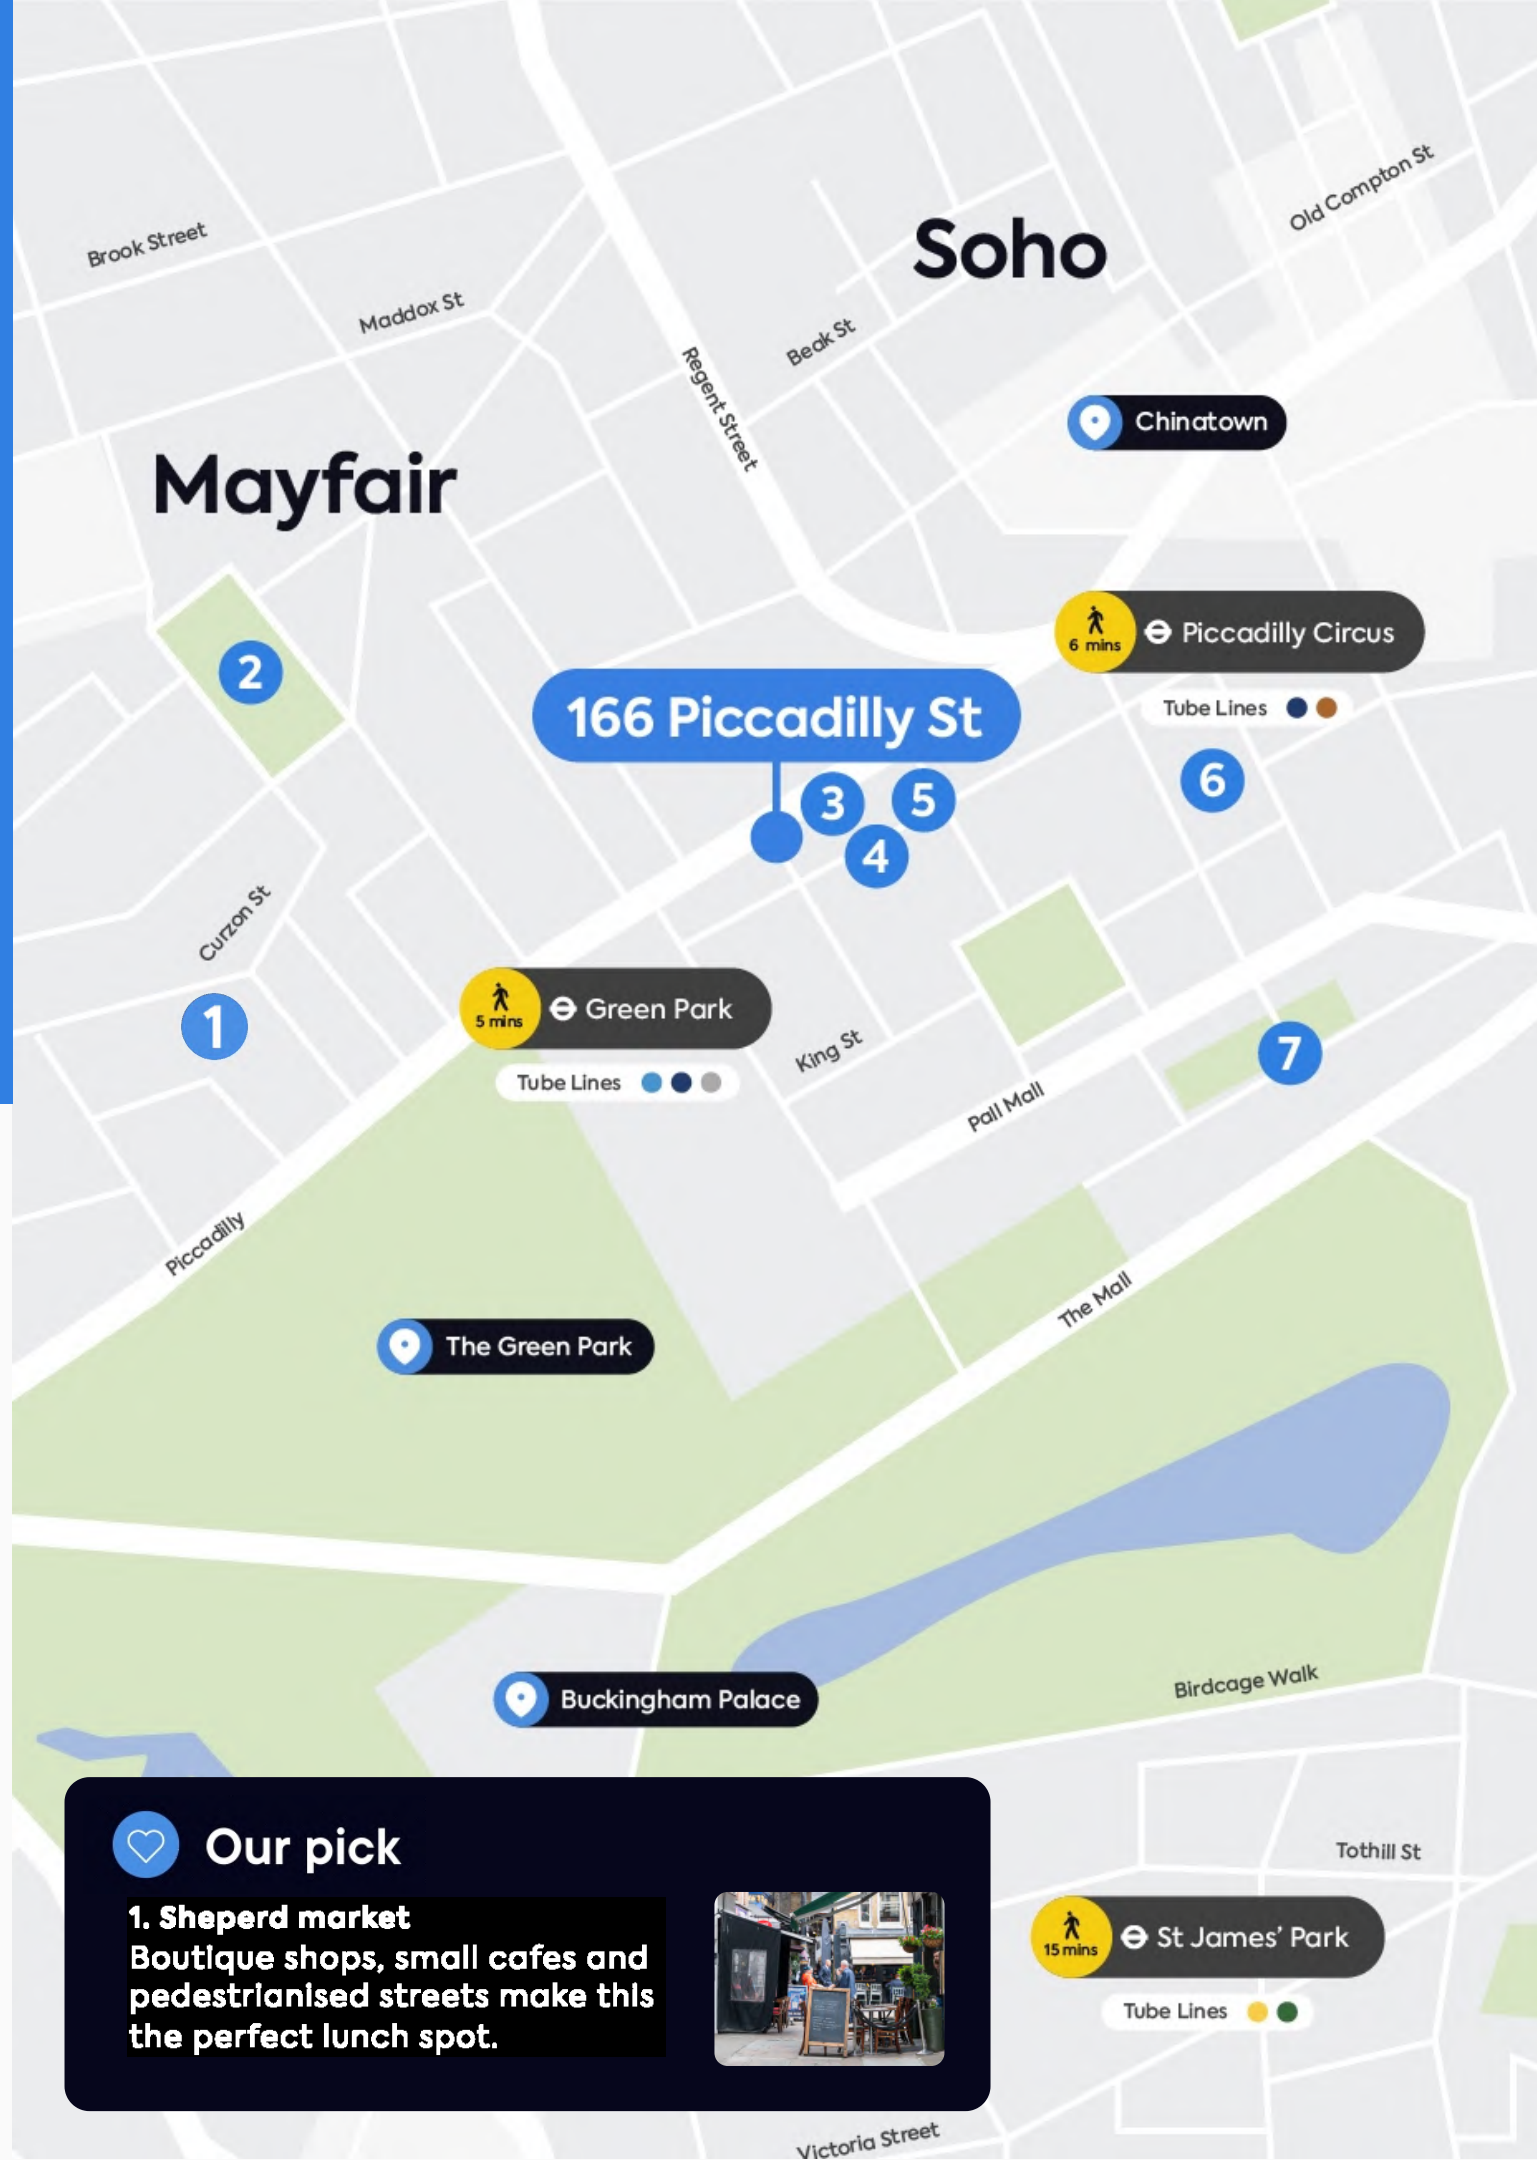 Old Compton St
Brook Street
Soho
Maddox St
Beak St
Regent Street
Chinatown
Mayfair
6 mins
Piccadilly Circus
Tube Lines
2
166 Piccadilly St
3
5
6
4
Curzon St
1
5 mins
Green Park
Tube Lines
King St
7
Pall Mall
Piccadilly
The Mall
The Green Park
Buckingham Palace
Birdcage Walk
Our pick
1. Sheperd market
Boutique shops, small cafes and
pedestrianised streets make this
the perfect lunch spot.
Tothill St
15 mins
St James’ Park
Tube Lines
Victoria Street